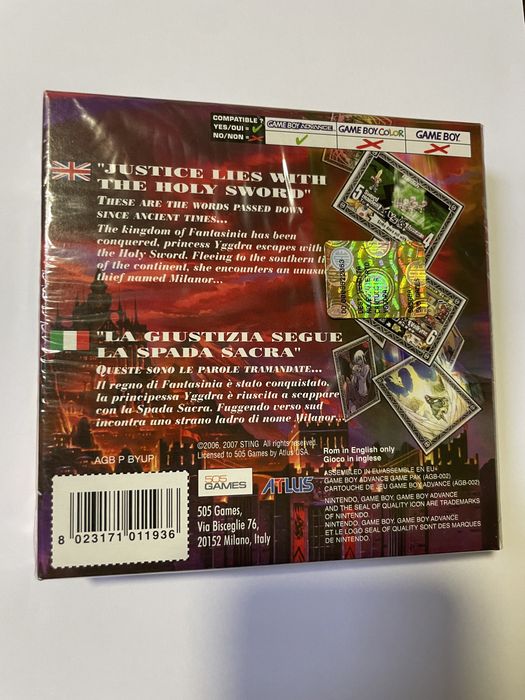 COMPATIBLE ?
YES/OUI =
NO/NON =
GAME BOY ADVANCE
GAME BOY COLOR
GAME BOY
"JUSTICE LIES WITH
THE HOLY SWORD"
THESE ARE THE WORDS PASSED DOWN
SINCE ANCIENT TIMES...
The kingdom of Fantasinia has been
conquered, princess Yggdra escapes with
the Holy Sword. Fleeing to the southern
of the continent, she encounters an
thief named Milanor...
"LA GIUSTIZIA SEGUE
LA SPADA SACRA"
QUESTE SONO LE PAROLE TRAMANDATE...
Il regno di Fantasinia è stato conquistato,
la principessa Yggdra è riuscita a scappare
con la Spada Sacra. Fuggendo verso sud
incontra uno strano ladro di nome Milanor...
5
4
6
©2006, 2007 STING All rights reserved.
Licensed to 505 Games by Atlus USA.
Rom in English only
Gioco in inglese
AGB P BYUP
505
GAMES
ATLUS
ASSEMBLED IN EU/ASSEMBLE EN EU
GAME BOY ADVANCE GAME PAK (AGB-002)
CARTOUCHE DE JEU GAME BOY ADVANCE (AGB-002)
NINTENDO, GAME BOY, GAME BOY ADVANCE
AND THE SEAL OF QUALITY ICON ARE TRADEMARKS
OF NINTENDO.
NINTENDO, GAME BOY, GAME BOY ADVANCE
ET LE LOGO SEAL OF QUALITY SONT DES MARQUES
DE NINTENDO.
505 Games,
Via Bisceglie 76,
20152 Milano, Italy
8 023171 011936